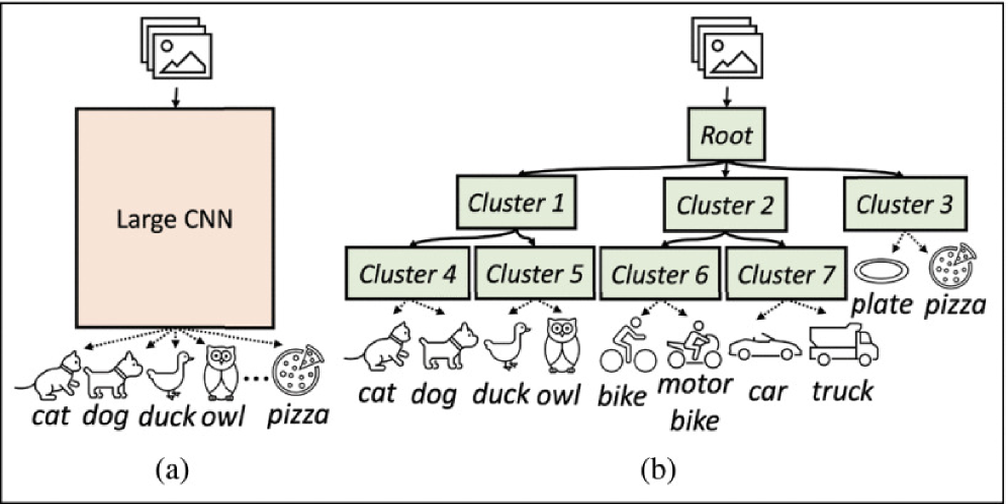 Large CNN
cat dog duck owl ... pizza
(a)
Root
Cluster 1 Cluster 2 Cluster 3
Cluster 4 Cluster 5 Cluster 6 Cluster 7
plate pizza
cat dog duck owl bike motor bike car truck
(b)